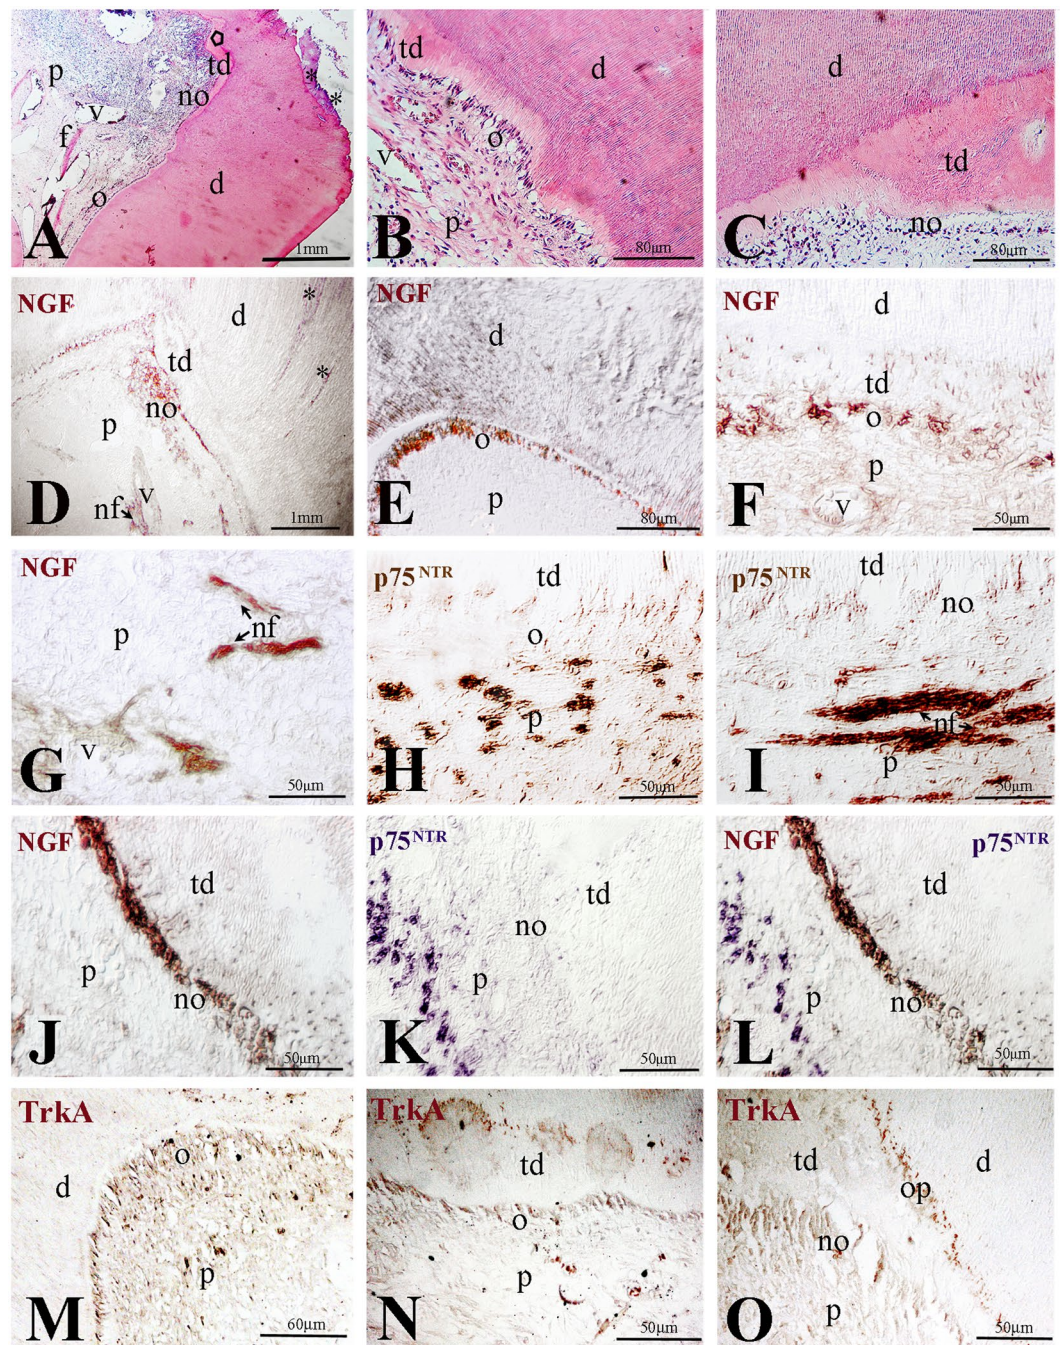 p
td
*
no
*
v
f
d
o
A
1mm
td
d
o
v
B
p
80μm
d
td
no
C
80μm
NGF
*
d
td
*
no
p
v
D
nf
1mm
NGF
d
o
E
p
80μm
NGF
d
td
o
p
F
v
50μm
NGF
nf
p
v
G
50μm
p75NTR
td
o
p
H
50μm
p75NTR
td
no
nf
p
I
50μm
NGF
td
p
no
J
50μm
p75NTR
td
no
p
K
50μm
NGF p75NTR
td
p
no
L
50μm
TrkA
o
d
p
M
60μm
TrkA
td
o
p
N
50μm
TrkA
td
d
op
no
p
O
50μm